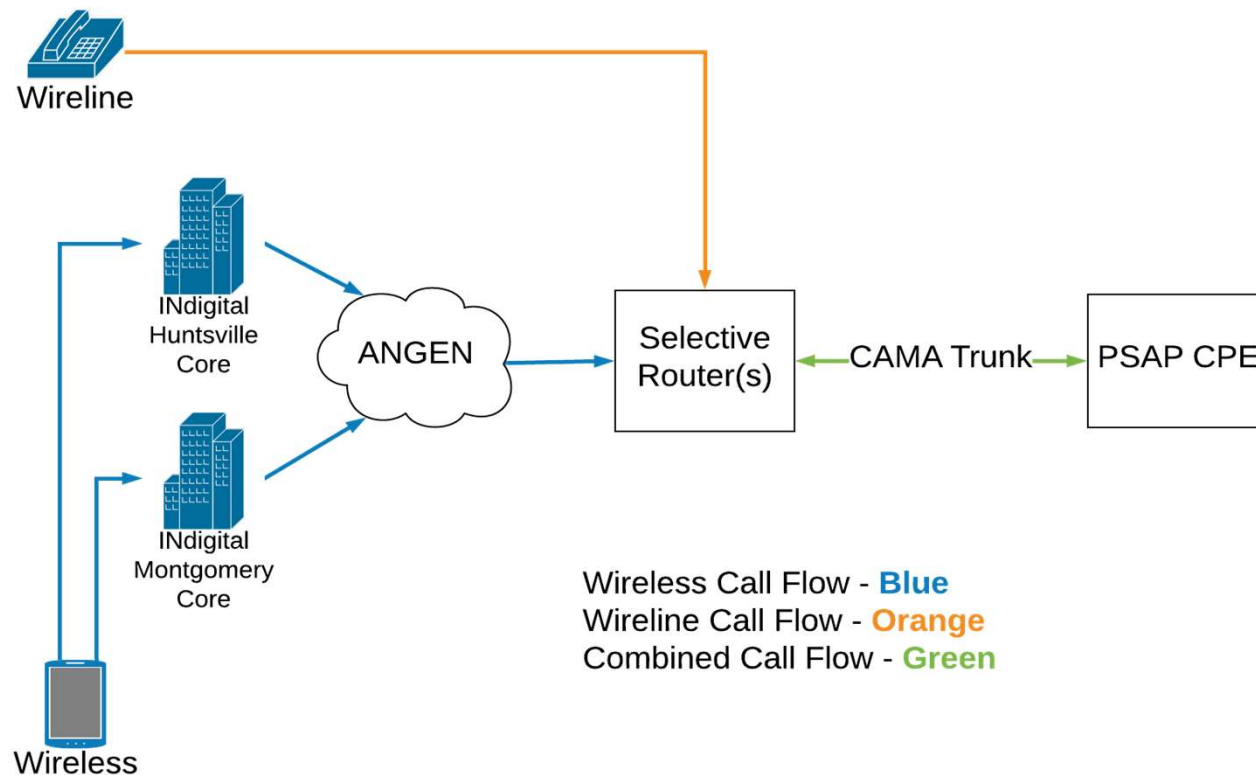 Wireline
INdigital
Huntsville
Core
ANGEN
Selective
Router(s)
CAMA Trunk
PSAP CPE
INdigital
Montgomery
Core
Wireless Call Flow - Blue
Wireline Call Flow - Orange
Combined Call Flow - Green
Wireless